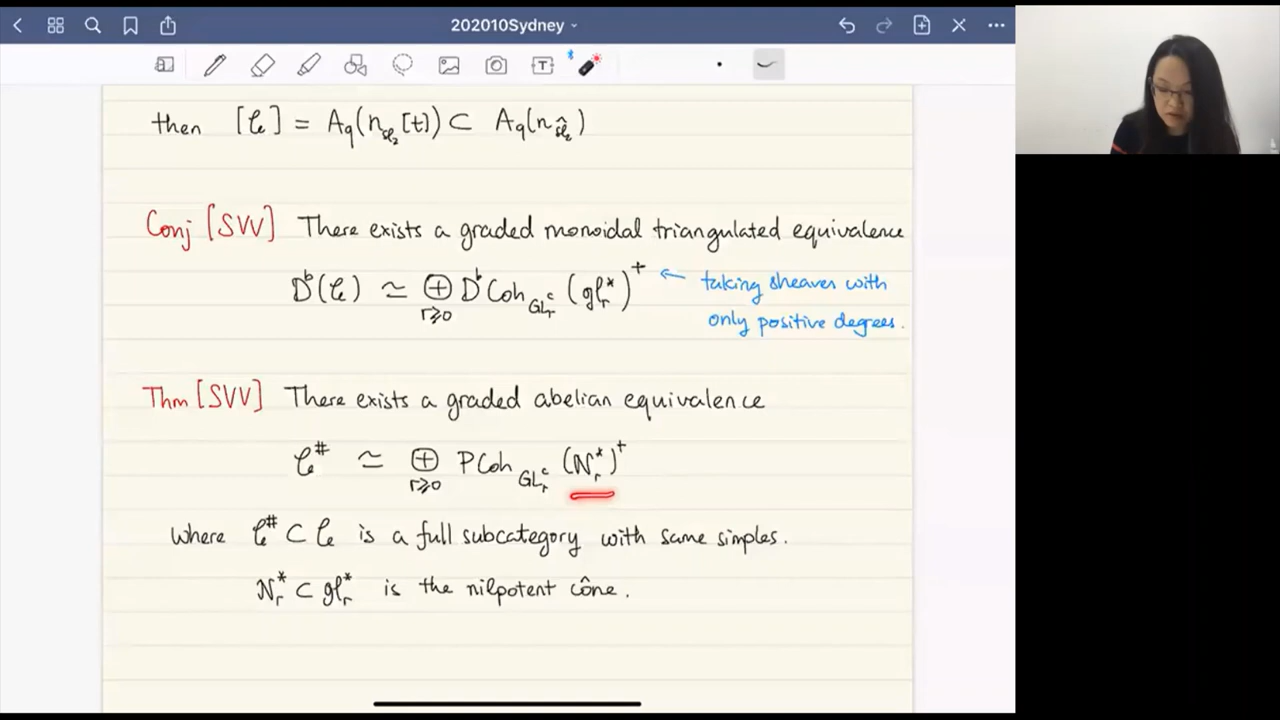 202010Sydney
then [𝒞] = A_q(n_{sl_2}[t]) ⊂ A_q(n_{\hat{sl}_2})
Conj [SVV] There exists a graded monoidal triangulated equivalence
D^b(𝒞) ≃ ⊕_{r≥0} D^b Coh_{GL_r^c} (gl_r^*)^+ ← taking sheaves with
only positive degrees.
Thm [SVV] There exists a graded abelian equivalence
𝒞^# ≃ ⊕_{r≥0} PCoh_{GL_r^c} (N_r^*)^+
where 𝒞^# ⊂ 𝒞 is a full subcategory with same simples.
N_r^* ⊂ gl_r^* is the nilpotent cône.